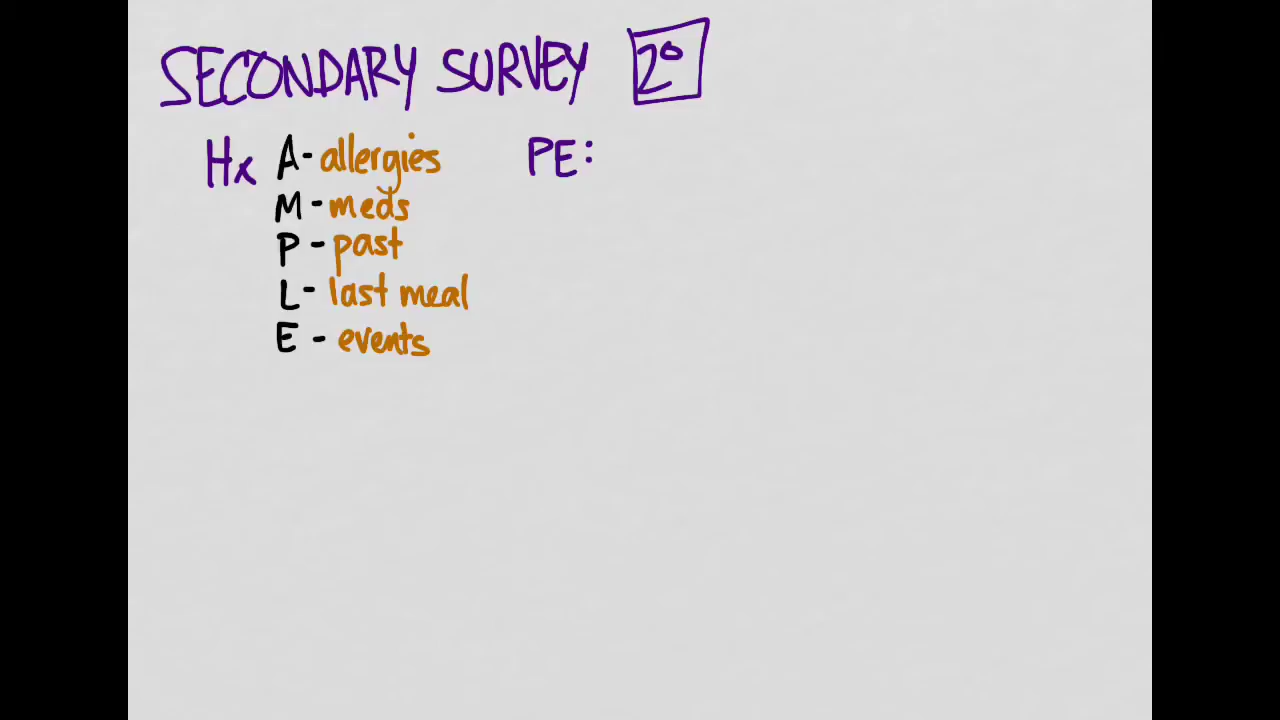 SECONDARY SURVEY 2°
Hx A - allergies PE:
M - meds
P - past
L - last meal
E - events